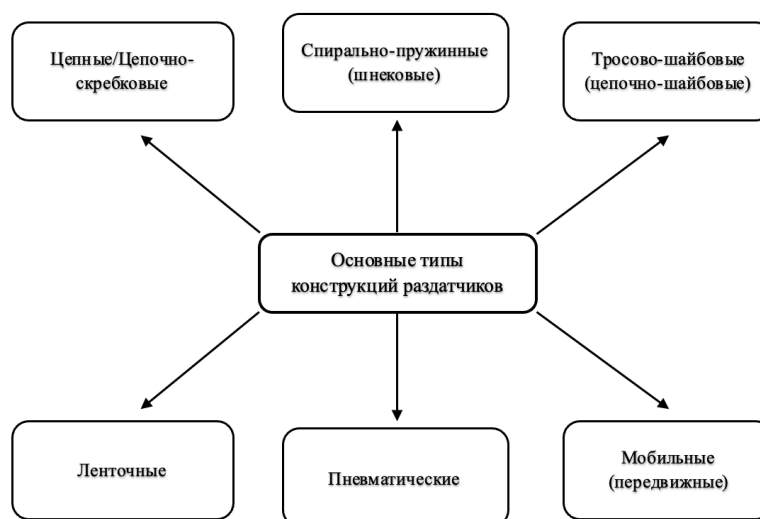 Цепные/Цепочно-
скребковые
Спирально-пружинные
(шнековые)
Тросово-шайбовые
(цепочно-шайбовые)
Основные типы
конструкций раздатчиков
Ленточные
Пневматические
Мобильные
(передвижные)